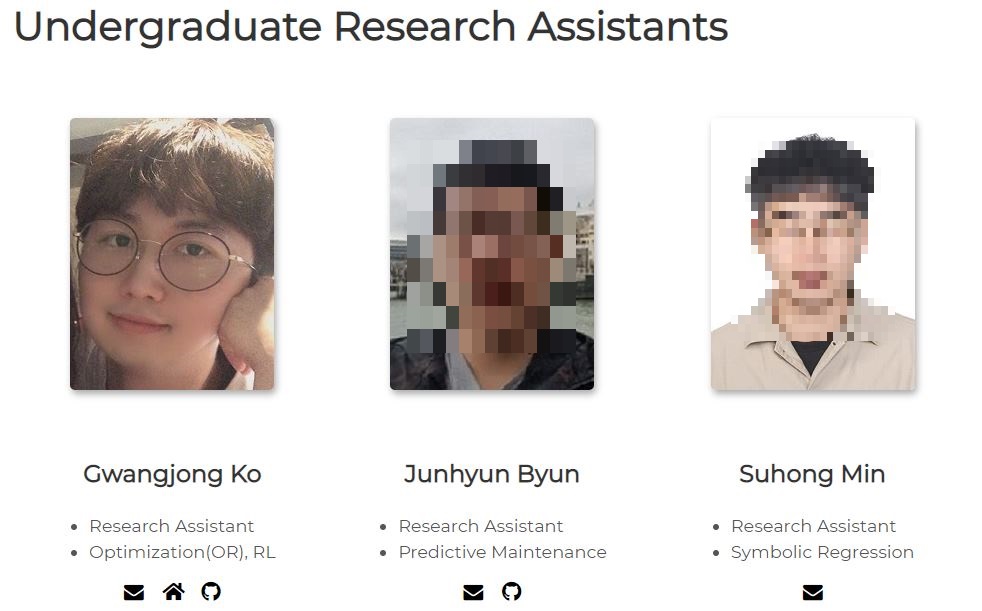 Undergraduate Research Assistants
Gwangjong Ko
Research Assistant
Optimization(OR), RL
Junhyun Byun
Research Assistant
Predictive Maintenance
Suhong Min
Research Assistant
Symbolic Regression